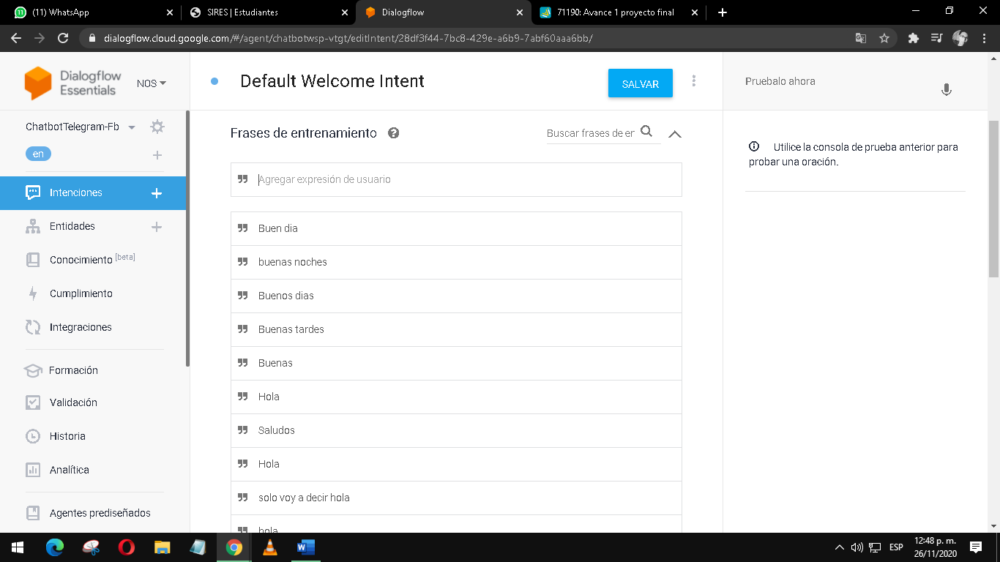 (11) WhatsApp
SIRES | Estudiantes
Dialogflow
71190: Avance 1 proyecto final
dialogflow.cloud.google.com/#/agent/chatbotwsp-vtgt/editIntent/28df3f44-7bc8-429e-a6b9-7abf60aaa6bb/
Dialogflow
Essentials
NOS
Default Welcome Intent
SALVAR
Pruebalo ahora
ChatbotTelegram-Fb
en
Intenciones
Entidades
Conocimiento [beta]
Cumplimiento
Integraciones
Formación
Validación
Historia
Analítica
Agentes prediseñados
Frases de entrenamiento
Buscar frases de er
Agregar expresión de usuario
Buen dia
buenas noches
Buenos dias
Buenas tardes
Buenas
Hola
Saludos
Hola
solo voy a decir hola
hola
Utilice la consola de prueba anterior para
probar una oración.
ESP
12:48 p. m.
26/11/2020